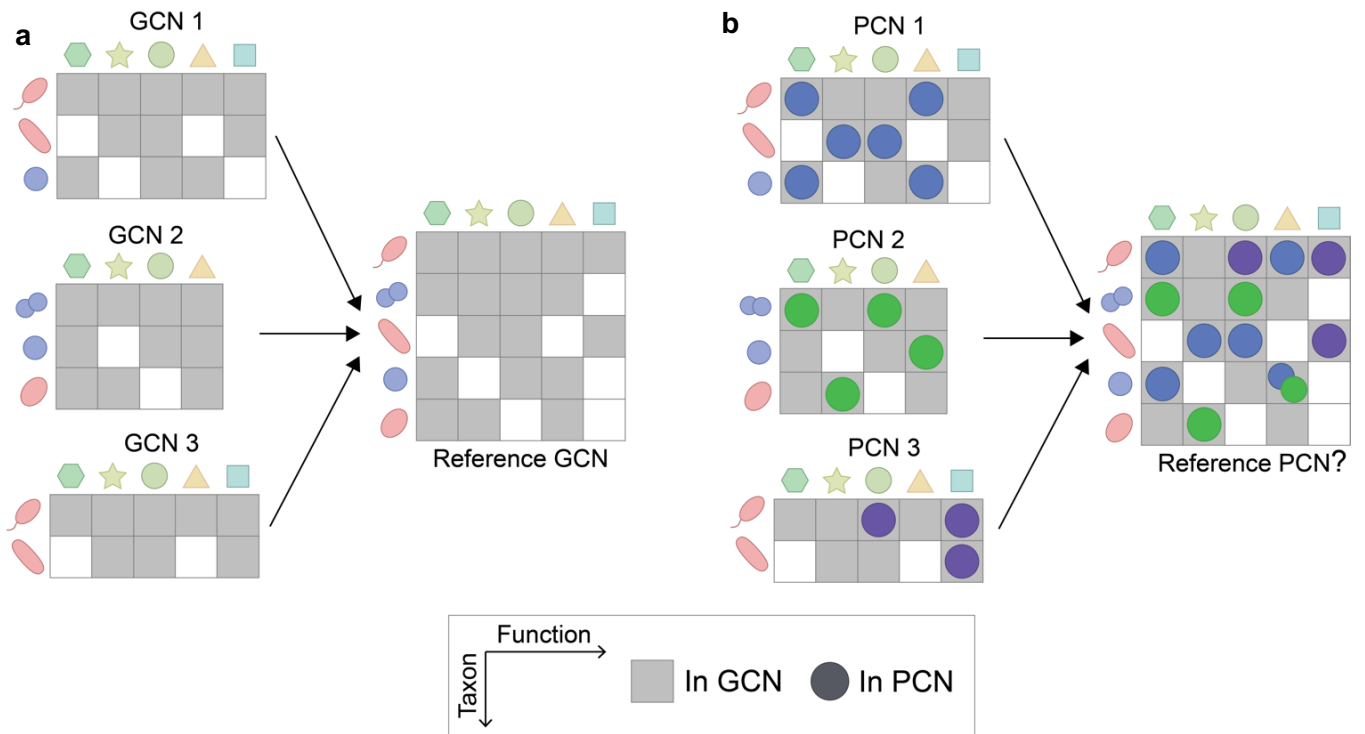 a
GCN 1
GCN 2
GCN 3
Reference GCN
b
PCN 1
PCN 2
PCN 3
Reference PCN?
Function
Taxon
In GCN
In PCN